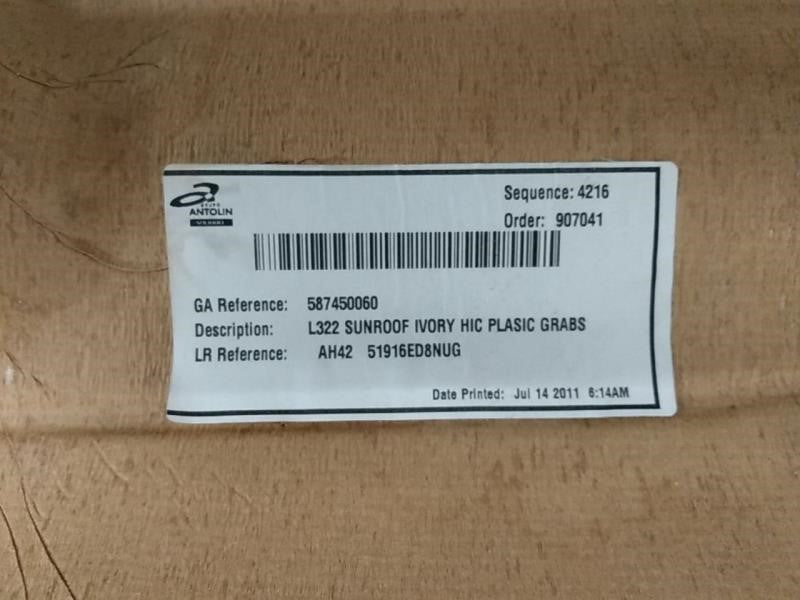 GRUPO
ANTOLIN
Sequence: 4216
Order: 907041
GA Reference: 587450060
Description: L322 SUNROOF IVORY HIC PLASIC GRABS
LR Reference: AH42 51916ED8NUG
Date Printed: Jul 14 2011 6:14AM